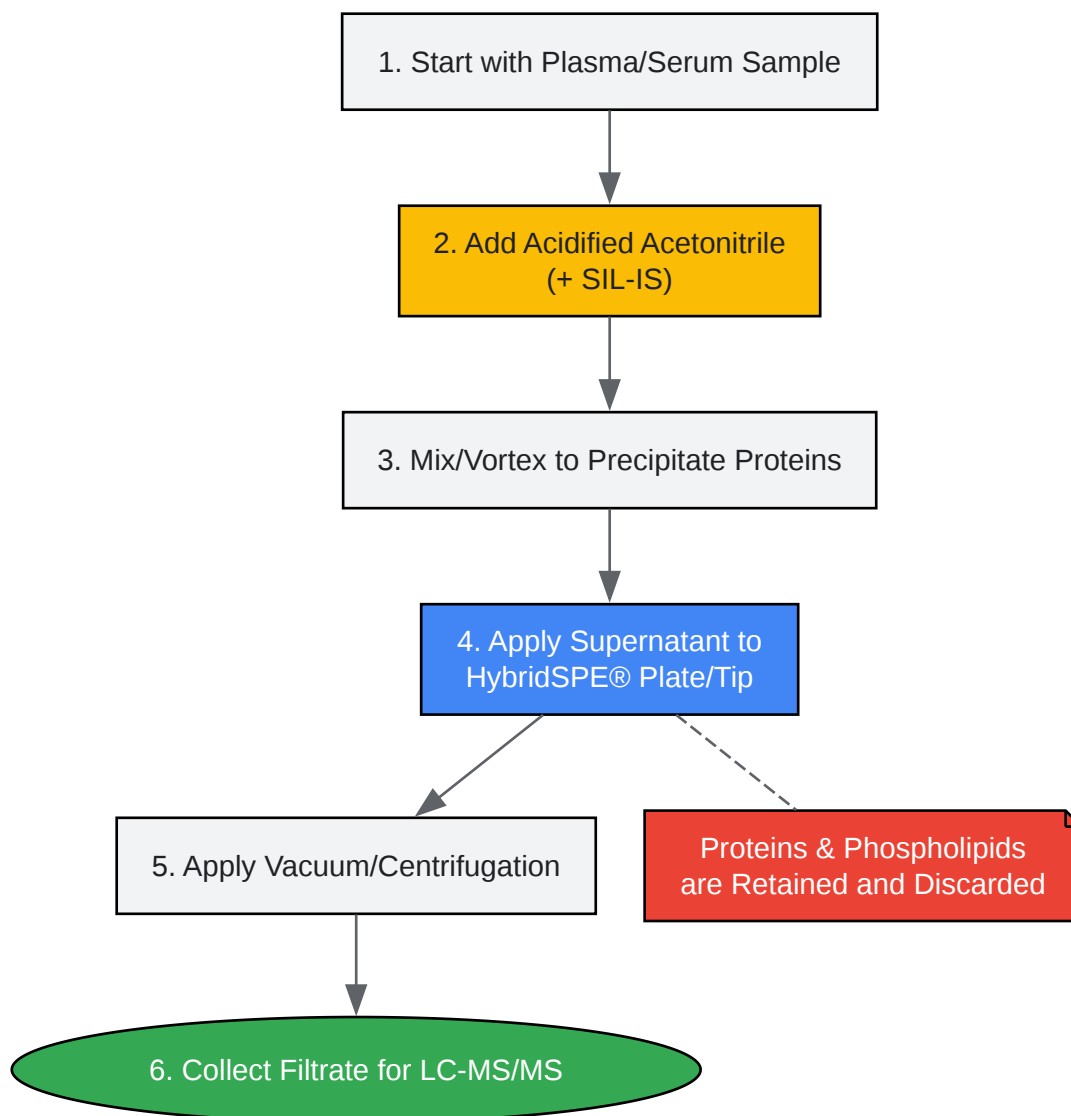 1. Start with Plasma/Serum Sample
2. Add Acidified Acetonitrile
(+ SIL-IS)
3. Mix/Vortex to Precipitate Proteins
4. Apply Supernatant to
HybridSPE® Plate/Tip
5. Apply Vacuum/Centrifugation
Proteins & Phospholipids
are Retained and Discarded
6. Collect Filtrate for LC-MS/MS